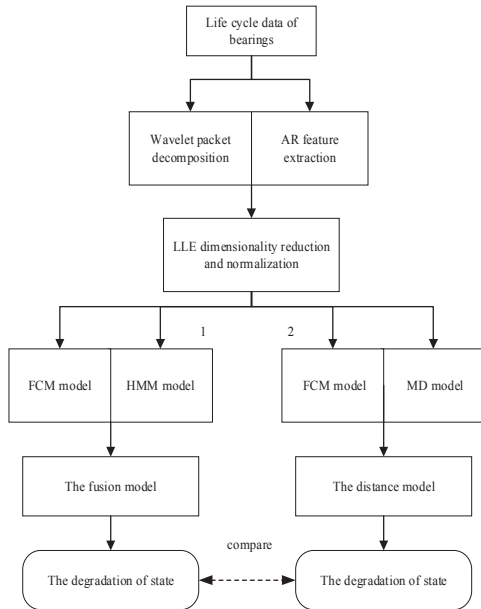 Life cycle data of
bearings
Wavelet packet
decomposition
AR feature
extraction
LLE dimensionality reduction
and normalization
1
2
FCM model
HMM model
FCM model
MD model
The fusion model
The distance model
compare
The degradation of state
The degradation of state